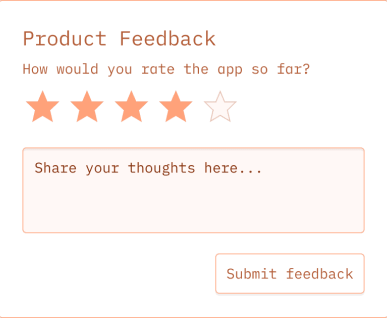 Product Feedback
How would you rate the app so far?
Share your thoughts here...
Submit feedback